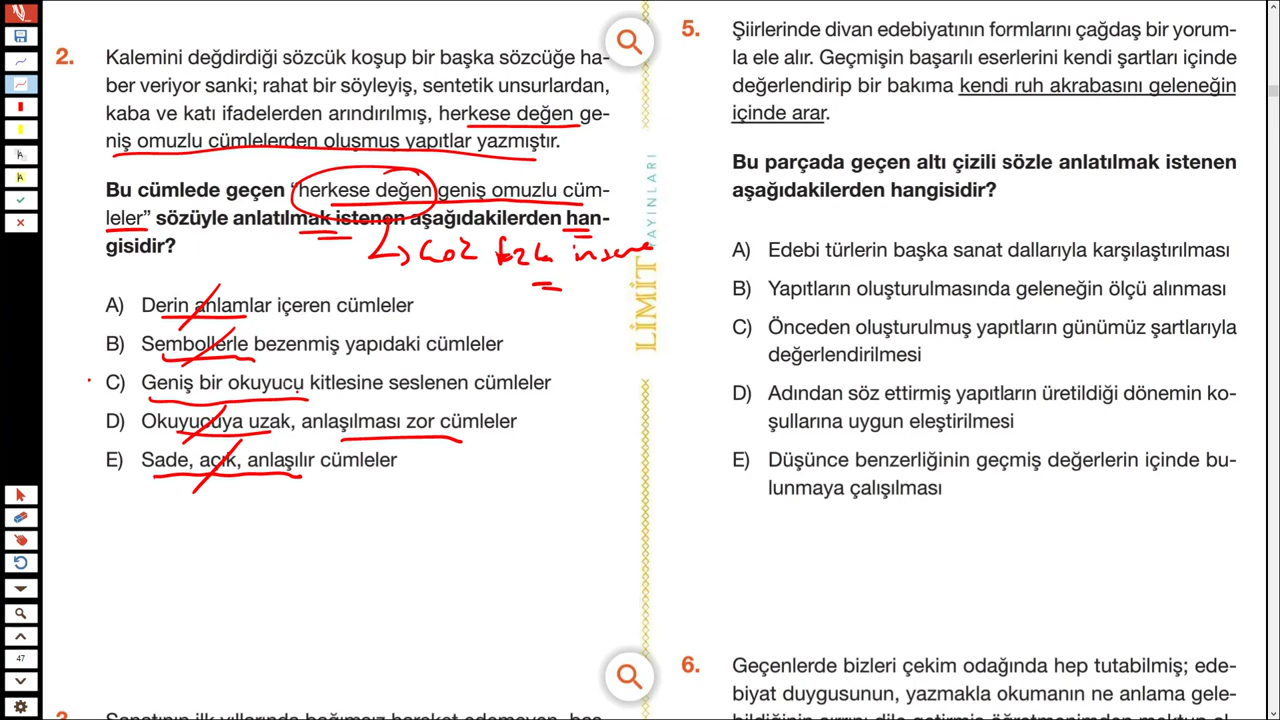 2.
Kalemini değdirdiği sözcük koşup bir başka sözcüğe ha-
ber veriyor sanki; rahat bir söyleyiş, sentetik unsurlardan,
kaba ve katı ifadelerden arındırılmış, herkese değen ge-
niş omuzlu cümlelerden oluşmuş yapıtlar yazmıştır.
Bu cümlede geçen “herkese değen geniş omuzlu cüm-
leler” sözüyle anlatılmak istenen aşağıdakilerden han-
gisidir?
A) Derin anlamlar içeren cümleler
B) Sembollerle bezenmiş yapıdaki cümleler
C) Geniş bir okuyucu kitlesine seslenen cümleler
D) Okuyucuya uzak, anlaşılması zor cümleler
E) Sade, açık, anlaşılır cümleler
LİMİT YAYINLARI
5.
Şiirlerinde divan edebiyatının formlarını çağdaş bir yorum-
la ele alır. Geçmişin başarılı eserlerini kendi şartları içinde
değerlendirip bir bakıma kendi ruh akrabasını geleneğin
içinde arar.
Bu parçada geçen altı çizili sözle anlatılmak istenen
aşağıdakilerden hangisidir?
A) Edebi türlerin başka sanat dallarıyla karşılaştırılması
B) Yapıtların oluşturulmasında geleneğin ölçü alınması
C) Önceden oluşturulmuş yapıtların günümüz şartlarıyla
değerlendirilmesi
D) Adından söz ettirmiş yapıtların üretildiği dönemin ko-
şullarına uygun eleştirilmesi
E) Düşünce benzerliğinin geçmiş değerlerin içinde bu-
lunmaya çalışılması
6.
Geçenlerde bizleri çekim odağında hep tutabilmiş; ede-
biyat duygusunun, yazmakla okumanın ne anlama gele-
47